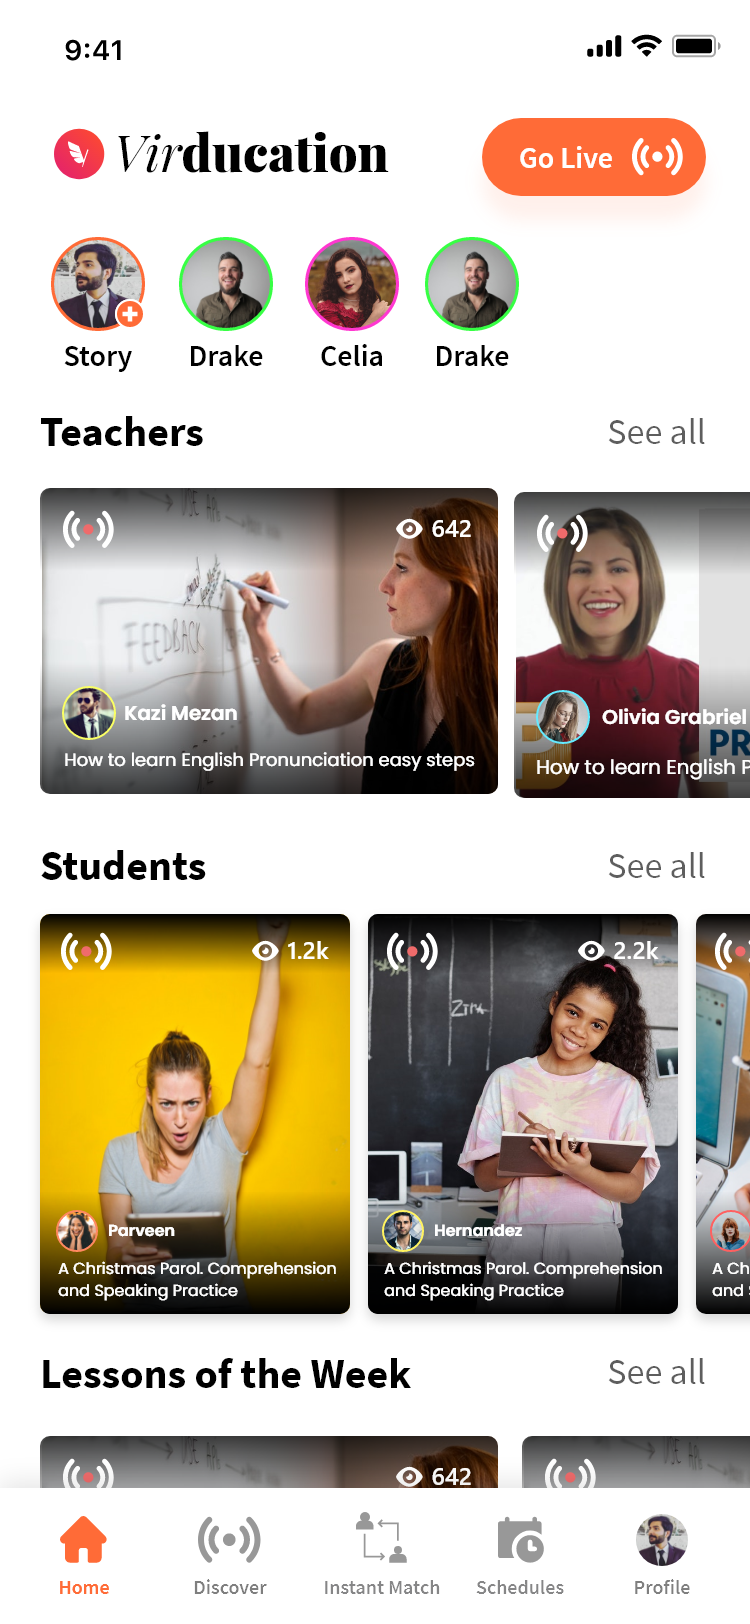 9:41
Virducation
Go Live
Story
Drake
Celia
Drake
Teachers
See all
642
FEEDBACK
Kazi Mezan
How to learn English Pronunciation easy steps
Olivia Grabriel
How to learn English P
PR
Students
See all
1.2k
Parveen
A Christmas Parol. Comprehension
and Speaking Practice
2.2k
Hernandez
A Christmas Parol. Comprehension
and Speaking Practice
A Ch
and
Lessons of the Week
See all
642
Home
Discover
Instant Match
Schedules
Profile